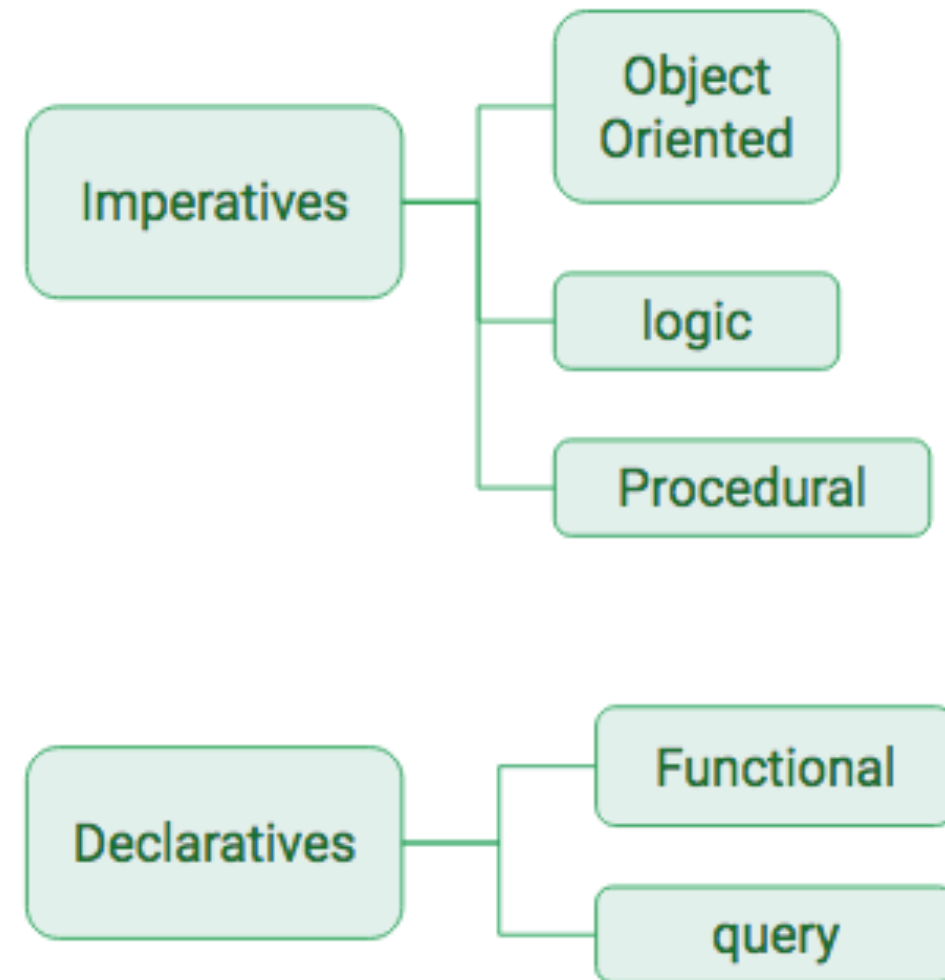 Object
Oriented
Imperatives
logic
Procedural
Functional
Declaratives
query